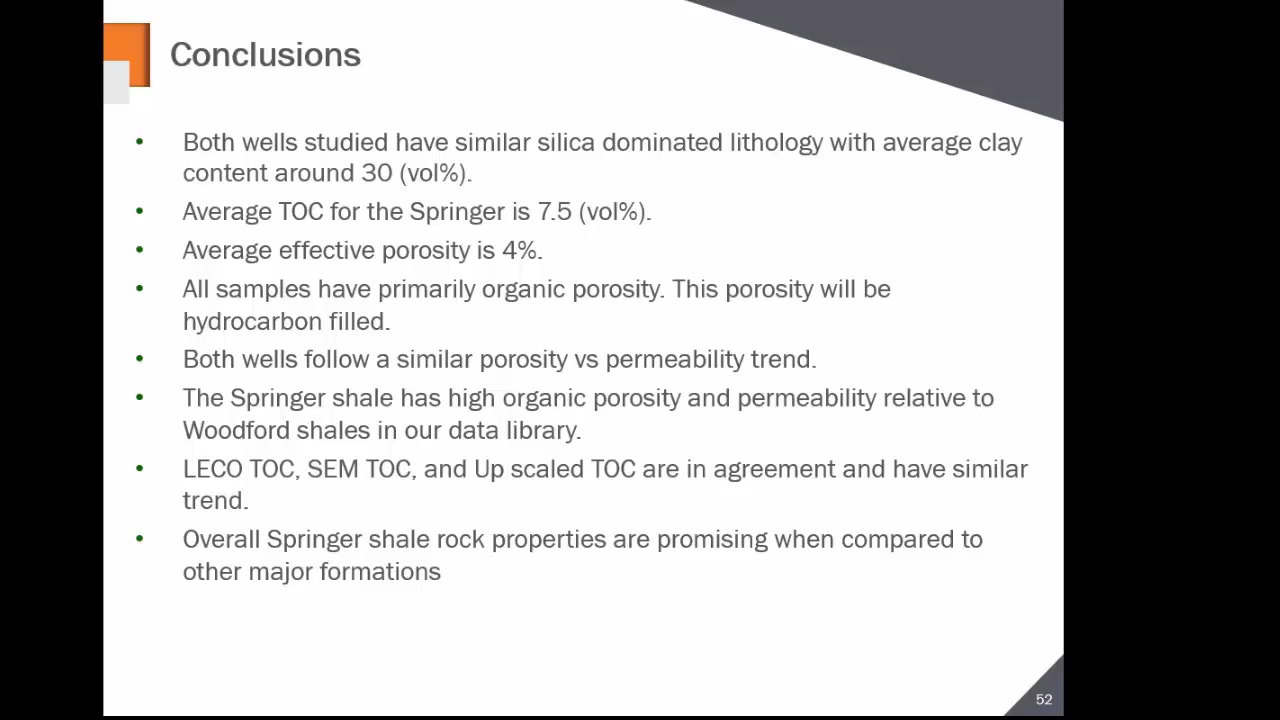 Conclusions
• Both wells studied have similar silica dominated lithology with average clay
content around 30 (vol%).
• Average TOC for the Springer is 7.5 (vol%).
• Average effective porosity is 4%.
• All samples have primarily organic porosity. This porosity will be
hydrocarbon filled.
• Both wells follow a similar porosity vs permeability trend.
• The Springer shale has high organic porosity and permeability relative to
Woodford shales in our data library.
• LECO TOC, SEM TOC, and Up scaled TOC are in agreement and have similar
trend.
• Overall Springer shale rock properties are promising when compared to
other major formations
52